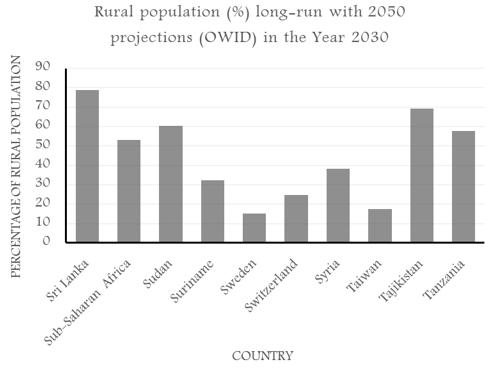 Rural population (%) long-run with 2050
projections (OWID) in the Year 2030
PERCENTAGE OF RURAL POPULATION
90
80
70
60
50
40
30
20
10
0
Sri Lanka
Sub-Saharan Africa
Sudan
Suriname
Sweden
Switzerland
Syria
Taiwan
Tajikistan
Tanzania
COUNTRY